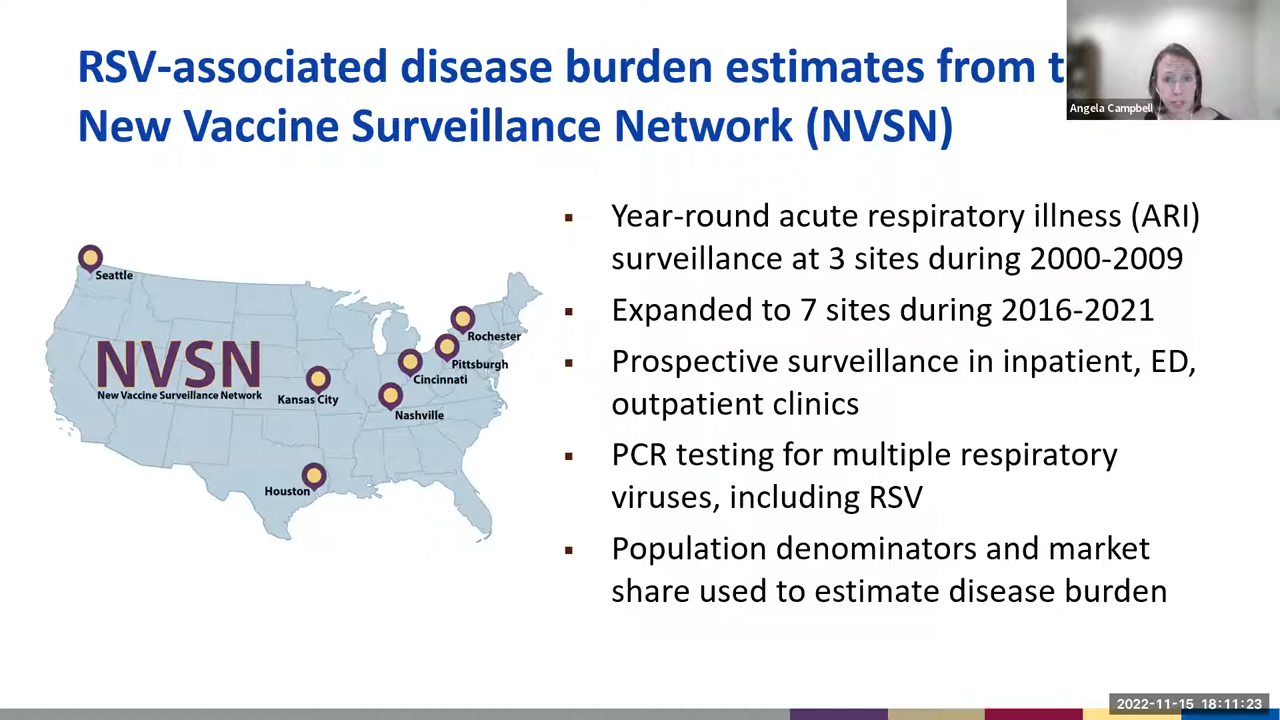 RSV-associated disease burden estimates from t
New Vaccine Surveillance Network (NVSN)
Angela Campbell
Seattle
Rochester
Pittsburgh
Cincinnati
NVSN
New Vaccine Surveillance Network
Kansas City
Nashville
Houston
▪ Year-round acute respiratory illness (ARI)
surveillance at 3 sites during 2000-2009
▪ Expanded to 7 sites during 2016-2021
▪ Prospective surveillance in inpatient, ED,
outpatient clinics
▪ PCR testing for multiple respiratory
viruses, including RSV
▪ Population denominators and market
share used to estimate disease burden
2022-11-15 18:11:23